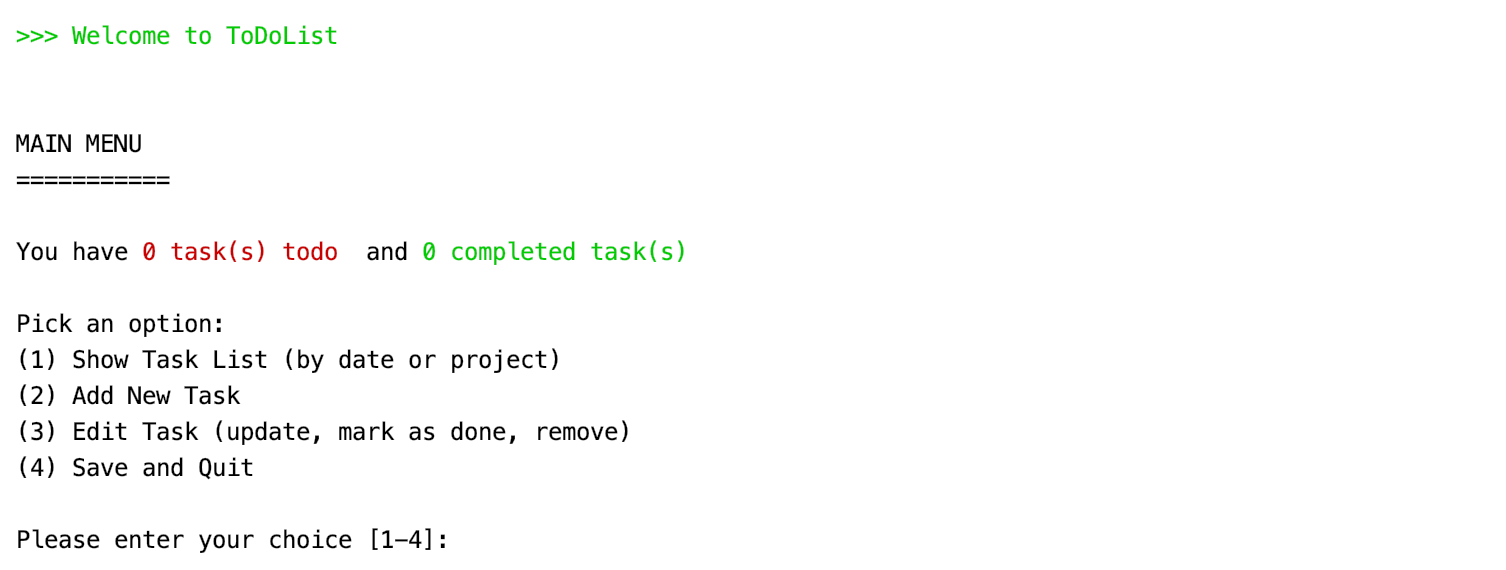 >>> Welcome to ToDoList
MAIN MENU
===========
You have 0 task(s) todo  and 0 completed task(s)
Pick an option:
(1) Show Task List (by date or project)
(2) Add New Task
(3) Edit Task (update, mark as done, remove)
(4) Save and Quit
Please enter your choice [1-4]: